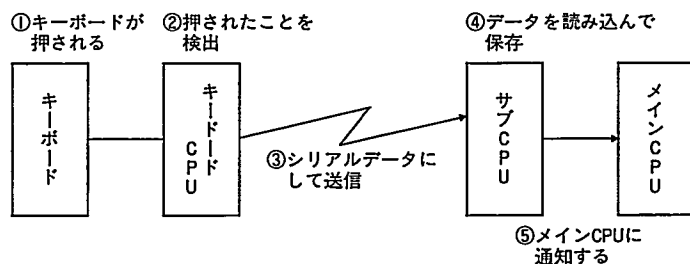 ①キーボードが
押される
②押されたことを
検出
④データを読み込んで
保存
キーボード
キードード
CPU
サブCPU
メインCPU
③シリアルデータに
して送信
⑤メインCPUに
通知する